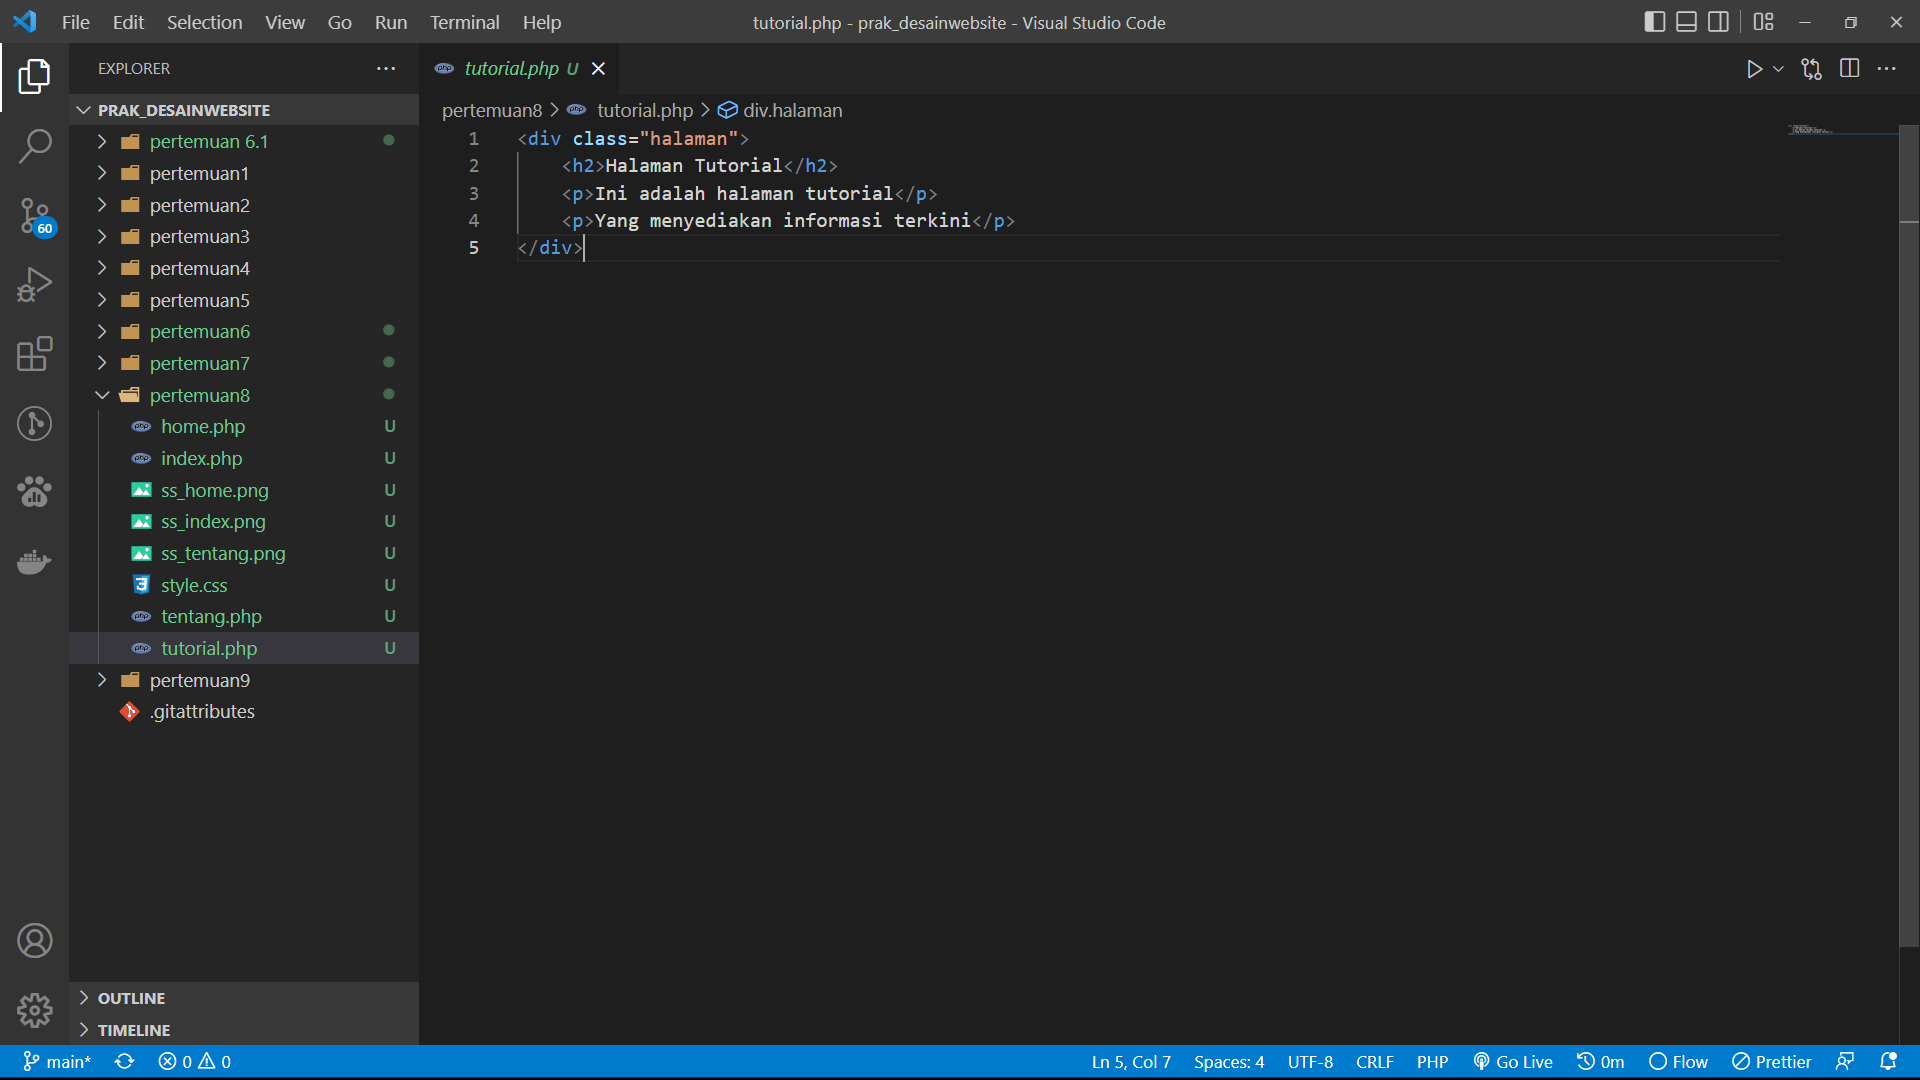 File Edit Selection View Go Run Terminal Help tutorial.php - prak_desainwebsite - Visual Studio Code
EXPLORER
tutorial.php U
PRAK_DESAINWEBSITE
pertemuan 6.1
pertemuan1
pertemuan2
pertemuan3
pertemuan4
pertemuan5
pertemuan6
pertemuan7
pertemuan8
home.php U
index.php U
ss_home.png U
ss_index.png U
ss_tentang.png U
style.css U
tentang.php U
tutorial.php U
pertemuan9
.gitattributes
60
OUTLINE
TIMELINE
pertemuan8 > tutorial.php > div.halaman
1 <div class="halaman">
2     <h2>Halaman Tutorial</h2>
3     <p>Ini adalah halaman tutorial</p>
4     <p>Yang menyediakan informasi terkini</p>
5 </div>
main* 0 0 Ln 5, Col 7 Spaces: 4 UTF-8 CRLF PHP Go Live 0m Flow Prettier